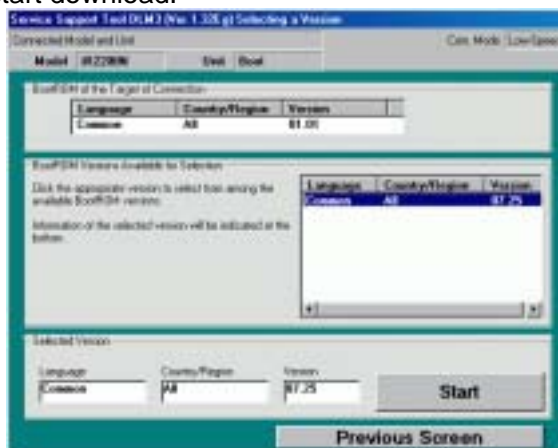 start download.
Service Support Tool DLM3 (Ver 1.32E g) Selecting a Version
Connected Model and Unit
Com. Mode Low-Speed
Model iR2200N Unit Boot
BootROM of the Target of Connection
Language Country/Region Version
Common All 01.01
BootROM Versions Available for Selection
Click the appropriate version to select from among the
available BootROM versions.
Information of the selected version will be indicated at the
bottom.
Language Country/Region Version
Common All 07.25
Selected Version
Language Country/Region Version
Common All 07.25
Start
Previous Screen